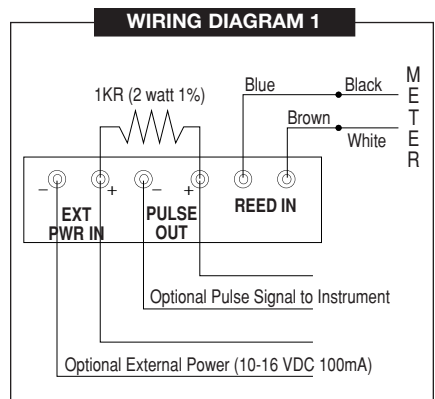 WIRING DIAGRAM 1
1KR (2 watt 1%)
Blue
Black
Brown
White
METER
– + – +
EXT
PWR IN
PULSE
OUT
REED IN
Optional Pulse Signal to Instrument
Optional External Power (10-16 VDC 100mA)